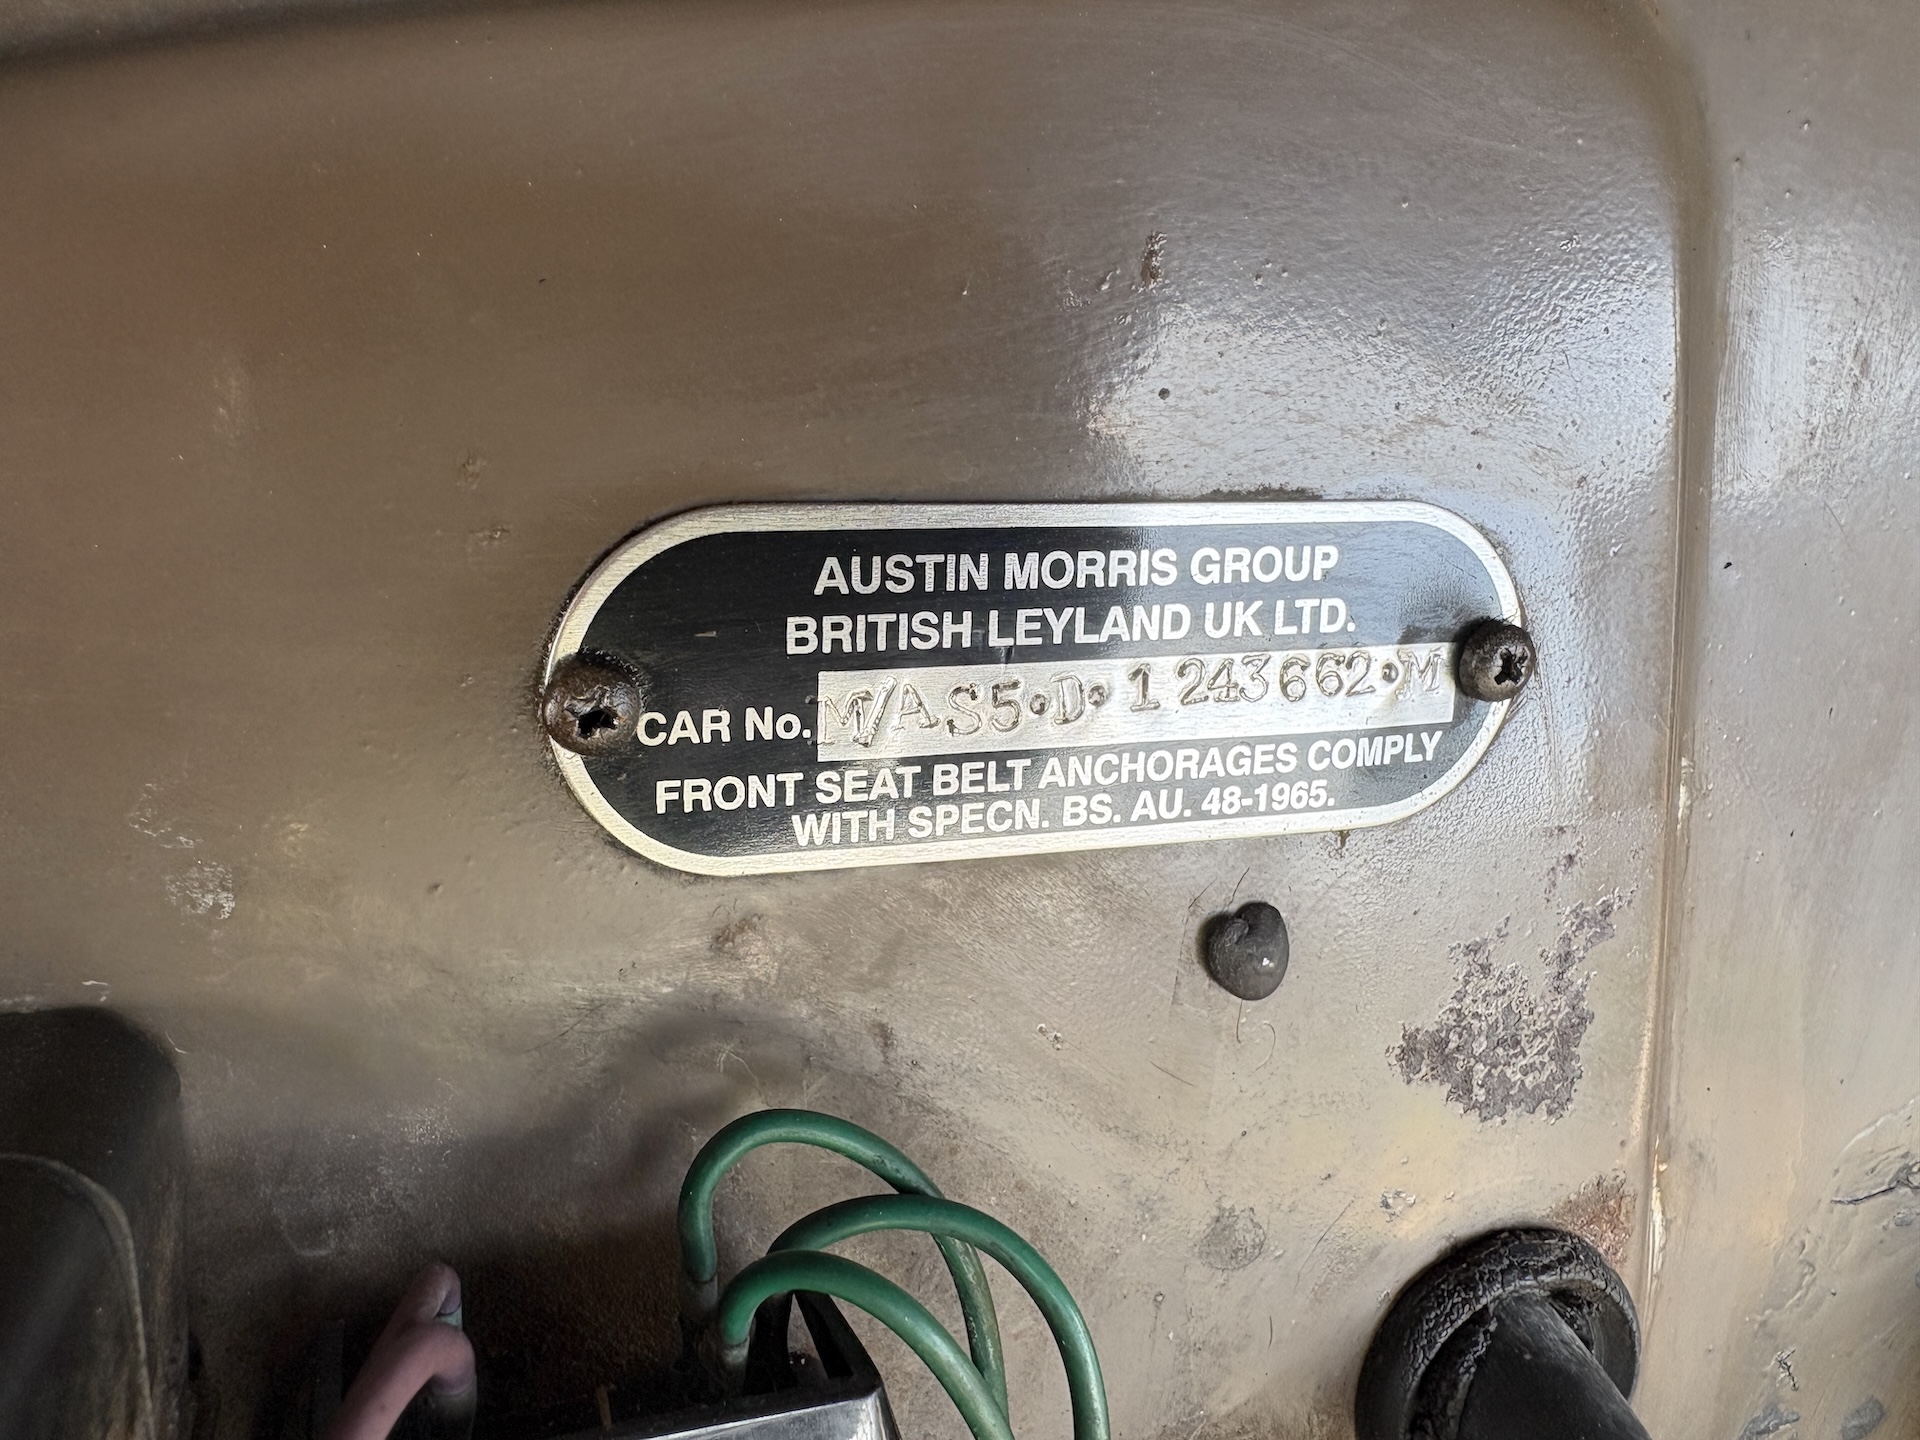 AUSTIN MORRIS GROUP
BRITISH LEYLAND UK LTD.
CAR No. M/AS5•D•1243662•M
FRONT SEAT BELT ANCHORAGES COMPLY
WITH SPECN. BS. AU. 48-1965.